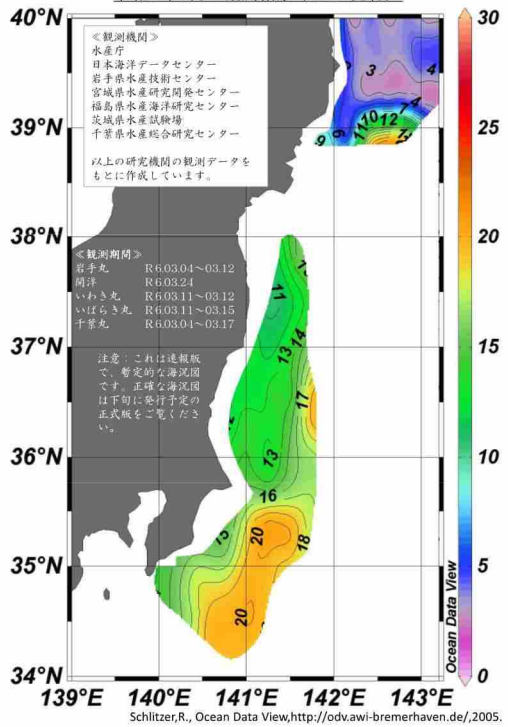 40°N
39°N
38°N
37°N
36°N
35°N
34°N
139°E
140°E
141°E
142°E
143°E
≪観測機関≫
水産庁
日本海洋データセンター
岩手県水産技術センター
宮城県水産研究開発センター
福島県水産海洋研究センター
茨城県水産試験場
千葉県水産総合研究センター
以上の研究機関の観測データを
もとに作成しています。
≪観測期間≫
岩手丸 R6.03.04～03.12
開洋 R6.03.24
いわき丸 R6.03.11～03.12
いばらき丸 R6.03.11～03.15
千葉丸 R6.03.04～03.17
注意：これは速報版
で、暫定的な海況図
です。正確な海況図
は下旬に発行予定の
正式版をご覧くださ
い。
3
4
4
7
10
12
11
9
6
11
14
13
17
13
16
15
20
18
20
30
25
20
15
10
5
0
Ocean Data View
Schlitzer,R., Ocean Data View,http://odv.awi-bremerhaven.de/,2005.